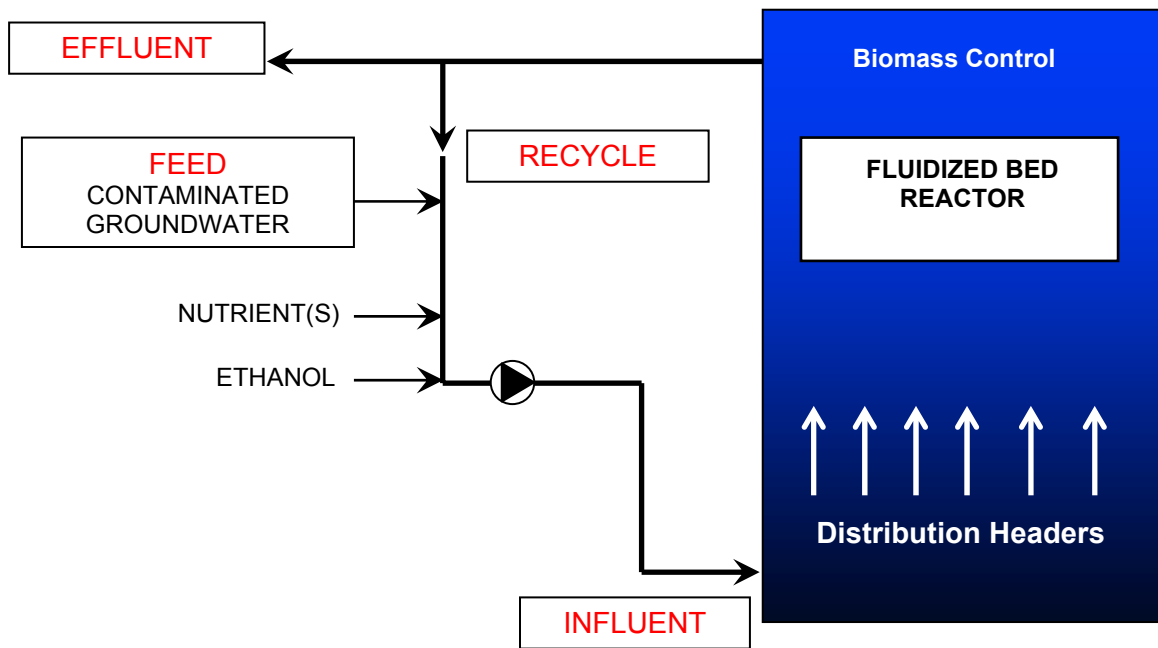 EFFLUENT
Biomass Control
FEED
CONTAMINATED
GROUNDWATER
RECYCLE
FLUIDIZED BED
REACTOR
NUTRIENT(S)
ETHANOL
Distribution Headers
INFLUENT